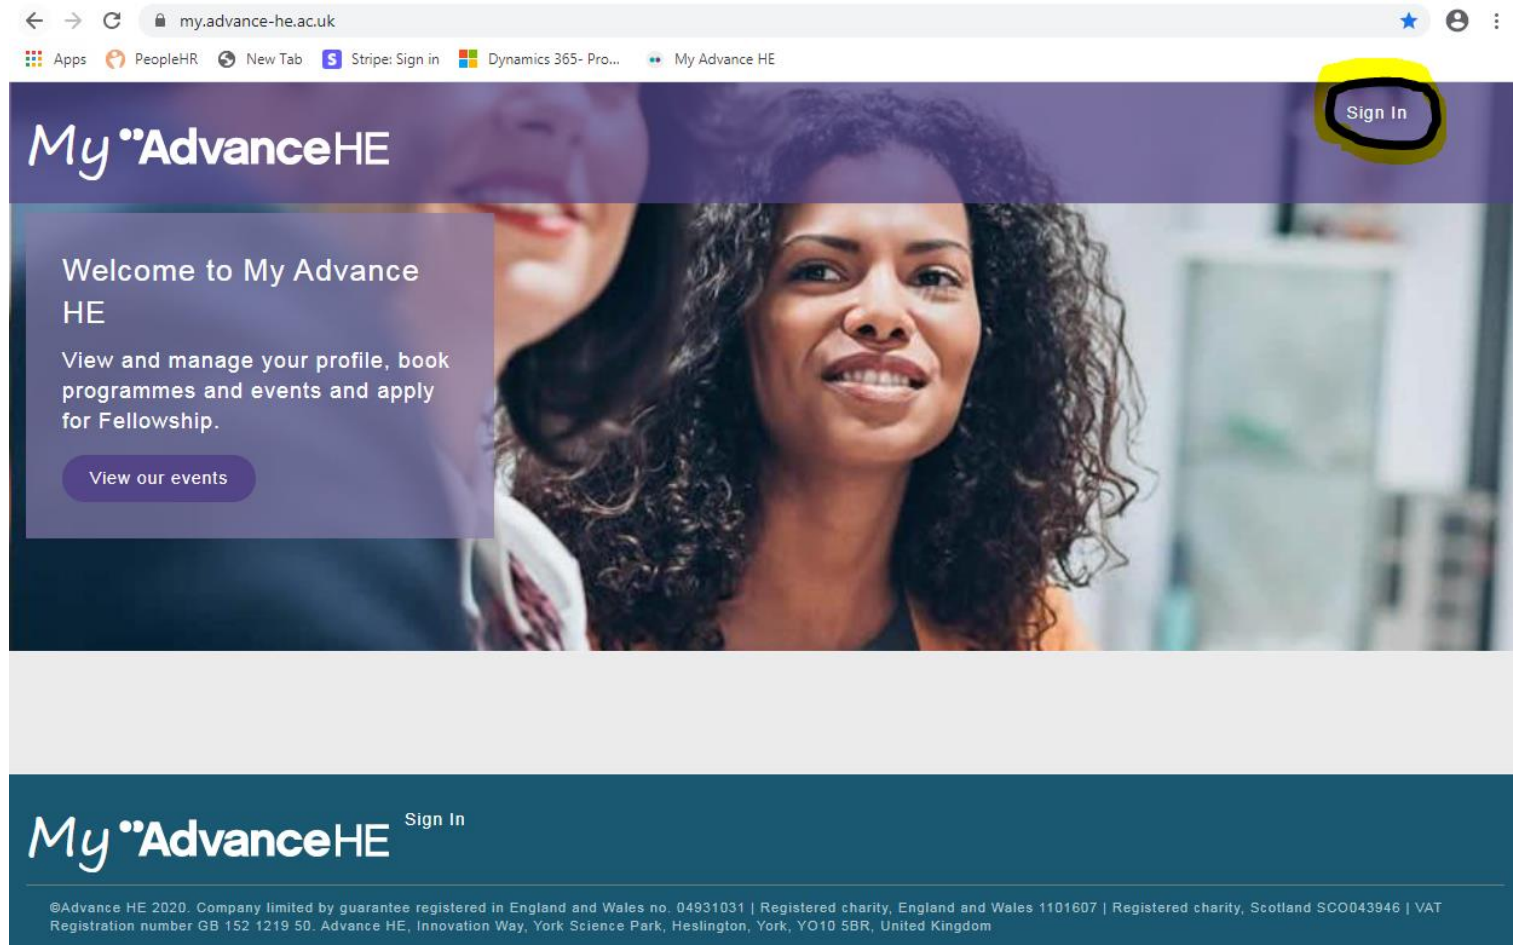 my.advance-he.ac.uk
Apps PeopleHR New Tab S Stripe: Sign in Dynamics 365- Pro... My Advance HE
Sign In
My AdvanceHE
Welcome to My Advance
HE
View and manage your profile, book
programmes and events and apply
for Fellowship.
View our events
My AdvanceHE
Sign In
©Advance HE 2020. Company limited by guarantee registered in England and Wales no. 04931031 | Registered charity, England and Wales 1101607 | Registered charity, Scotland SCO043946 | VAT
Registration number GB 152 1219 50. Advance HE, Innovation Way, York Science Park, Heslington, York, YO10 5BR, United Kingdom